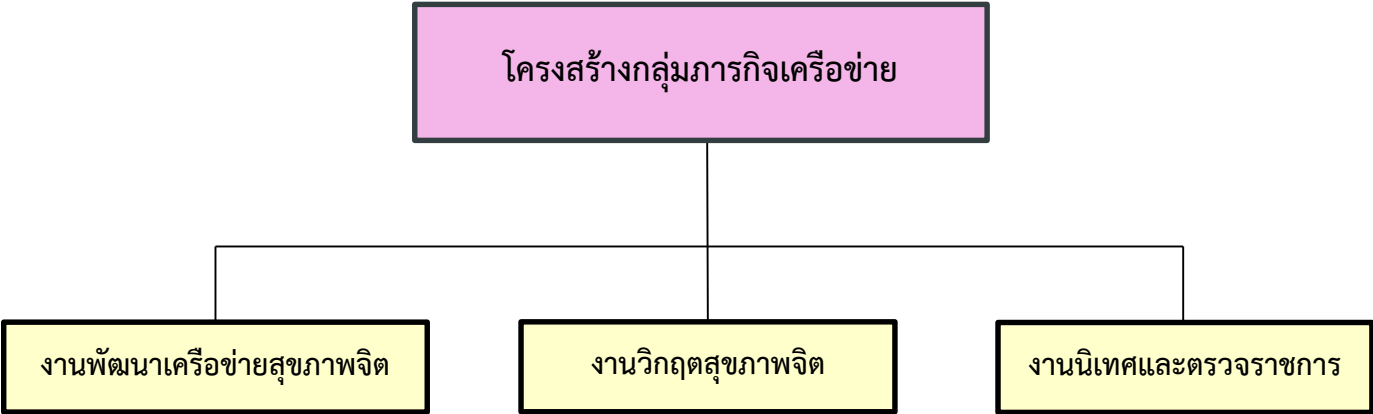 โครงสร้างกลุ่มภารกิจเครือข่าย
งานพัฒนาเครือข่ายสุขภาพจิต
งานวิกฤตสุขภาพจิต
งานนิเทศและตรวจราชการ